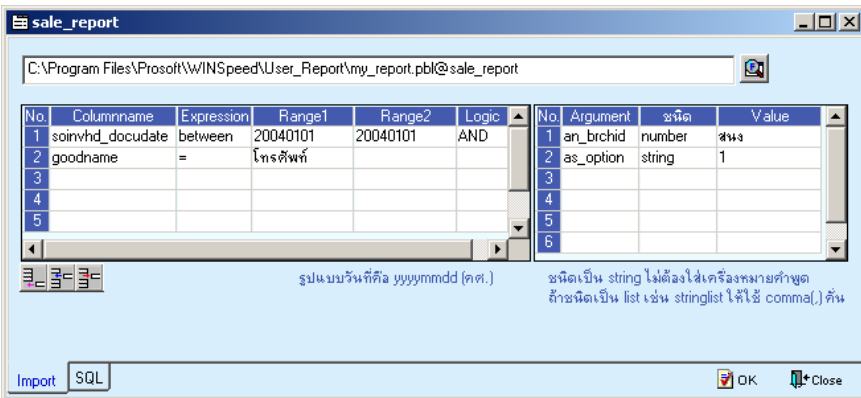 sale_report
C:\Program Files\Prosoft\WINSpeed\User_Report\my_report.pbl@sale_report
No. Columnname Expression Range1 Range2 Logic
1 soinvhd_docudate between 20040101 20040101 AND
2 goodname = โทรศัพท์
3
4
5
No. Argument ชนิด Value
1 an_brchid number สนง
2 as_option string 1
3
4
5
6
รูปแบบวันที่คือ yyyymmdd (คศ.)
ชนิดเป็น string ไม่ต้องใส่เครื่องหมายคำพูด
ถ้าชนิดเป็น list เช่น stringlist ให้ใช้ comma(,) คั่น
Import SQL
OK Close